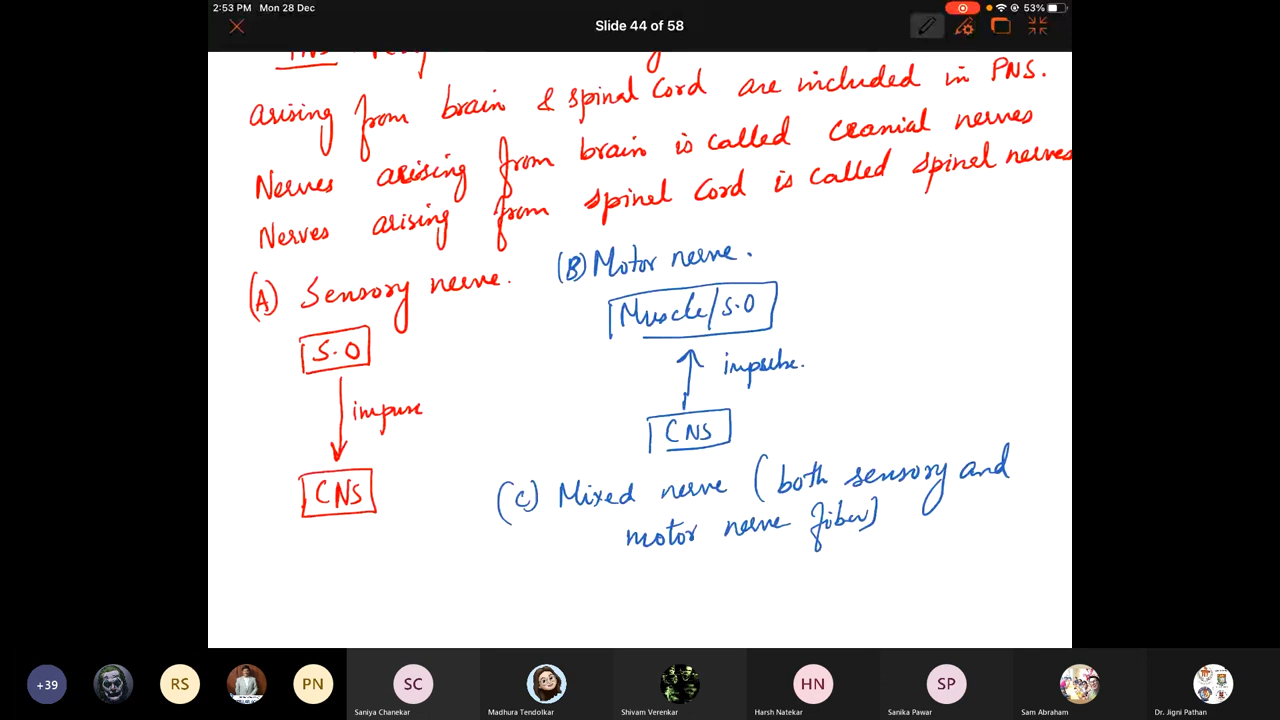 2:53 PM Mon 28 Dec
53%
Slide 44 of 58
PNS
arising from brain & spinal cord are included in PNS.
Nerves arising from brain is called cranial nerves
Nerves arising from spinel cord is called spinel nerves
(A) Sensory nerve.
S.O
impuse
CNS
(B) Motor nerve.
Muscle/S.O
impulse.
CNS
(C) Mixed nerve (both sensory and
motor nerve fiber)
+39
RS
PN
SC
HN
SP
Saniya Chanekar
Madhura Tendolkar
Shivam Verenkar
Harsh Natekar
Sanika Pawar
Sam Abraham
Dr. Jigni Pathan